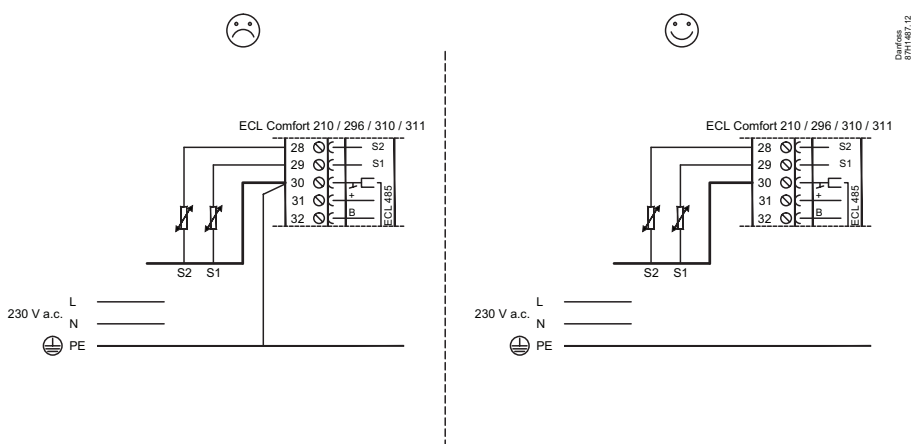 Danfoss
87H1487.12
ECL Comfort 210 / 296 / 310 / 311
28 S2
29 S1
30
31 +
32 B
ECL 485
S2 S1
L
230 V a.c.
N
PE
ECL Comfort 210 / 296 / 310 / 311
28 S2
29 S1
30
31 +
32 B
ECL 485
S2 S1
L
230 V a.c.
N
PE